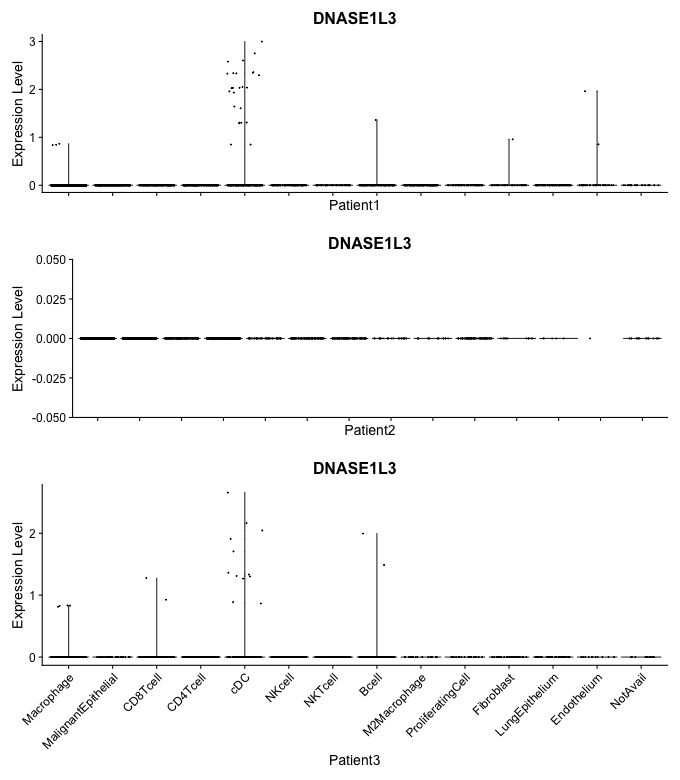 DNASE1L3
Expression Level
3
2
1
0
Patient1
DNASE1L3
Expression Level
0.050
0.025
0.000
-0.025
-0.050
Patient2
DNASE1L3
Expression Level
2
1
0
Macrophage
MalignantEpithelial
CD8Tcell
CD4Tcell
cDC
NKcell
NKTcell
Bcell
M2Macrophage
ProliferatingCell
Fibroblast
LungEpithelium
Endothelium
NotAvail
Patient3